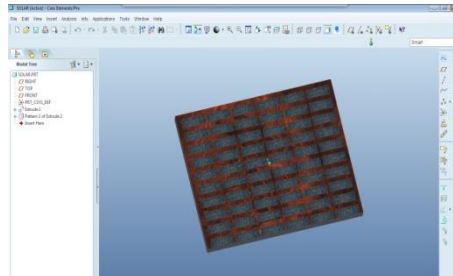 SOLAR (Active) - Creo Elements/Pro
File Edit View Insert Analysis Info Applications Tools Window Help
Smart
Model Tree
SOLAR.PRT
RIGHT
TOP
FRONT
PRT_CSYS_DEF
Extrude 1
Pattern 1 of Extrude 2
Insert Here